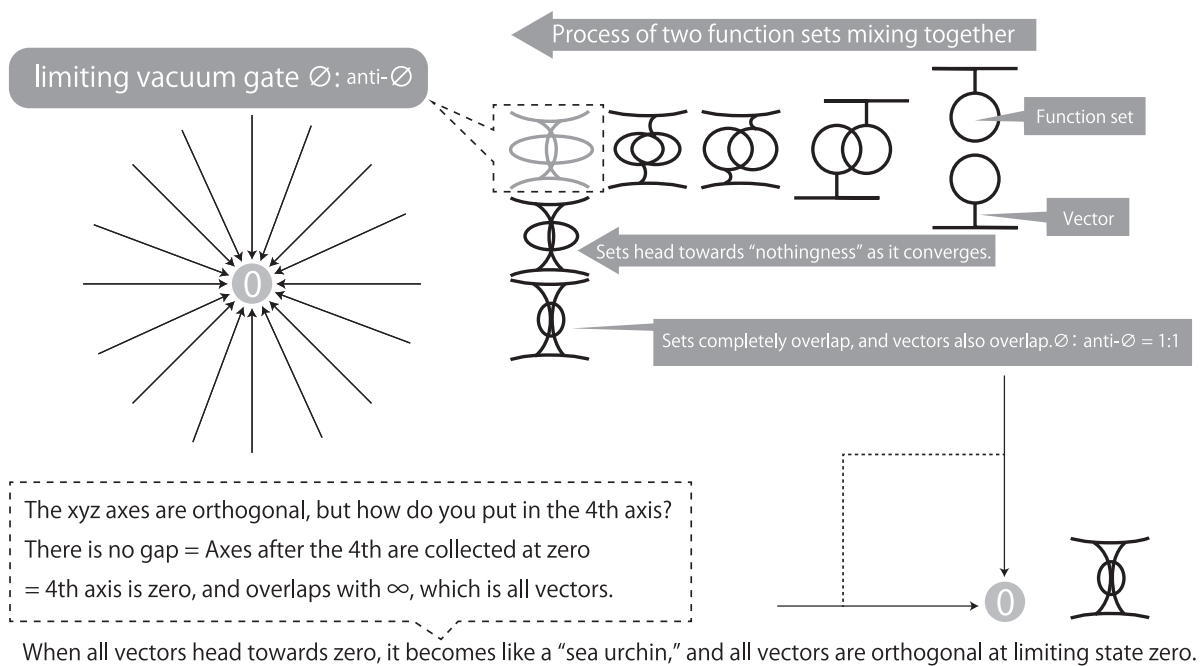 Process of two function sets mixing together
limiting vacuum gate ∅: anti-∅
Function set
Vector
Sets head towards “nothingness” as it converges.
0
Sets completely overlap, and vectors also overlap.∅: anti-∅ = 1:1
The xyz axes are orthogonal, but how do you put in the 4th axis?
There is no gap = Axes after the 4th are collected at zero
= 4th axis is zero, and overlaps with ∞, which is all vectors.
0
When all vectors head towards zero, it becomes like a “sea urchin,” and all vectors are orthogonal at limiting state zero.